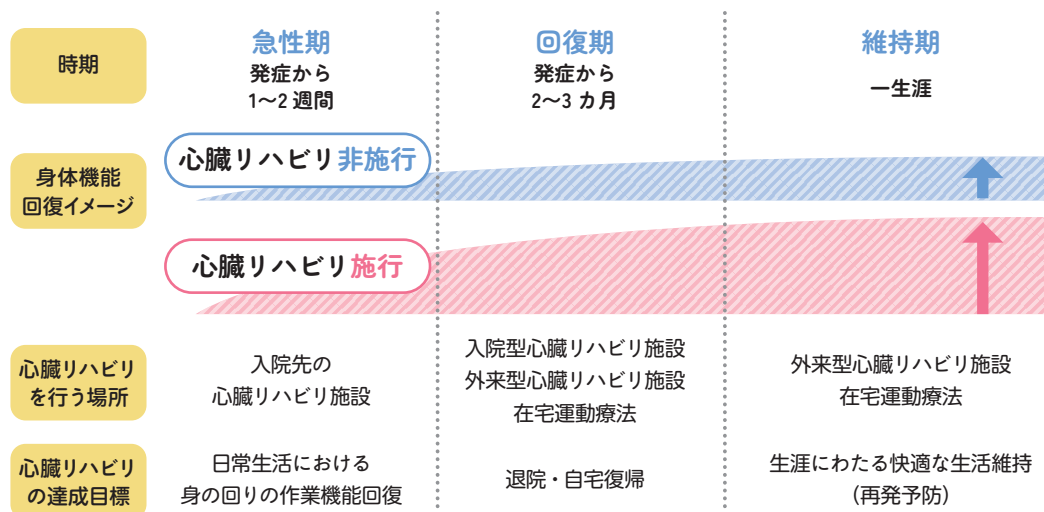 時期
急性期
発症から
1〜2 週間
回復期
発症から
2〜3 カ月
維持期
一生涯
身体機能
回復イメージ
心臓リハビリ非施行
心臓リハビリ施行
心臓リハビリ
を行う場所
入院先の
心臓リハビリ施設
入院型心臓リハビリ施設
外来型心臓リハビリ施設
在宅運動療法
外来型心臓リハビリ施設
在宅運動療法
心臓リハビリ
の達成目標
日常生活における
身の回りの作業機能回復
退院・自宅復帰
生涯にわたる快適な生活維持
(再発予防)